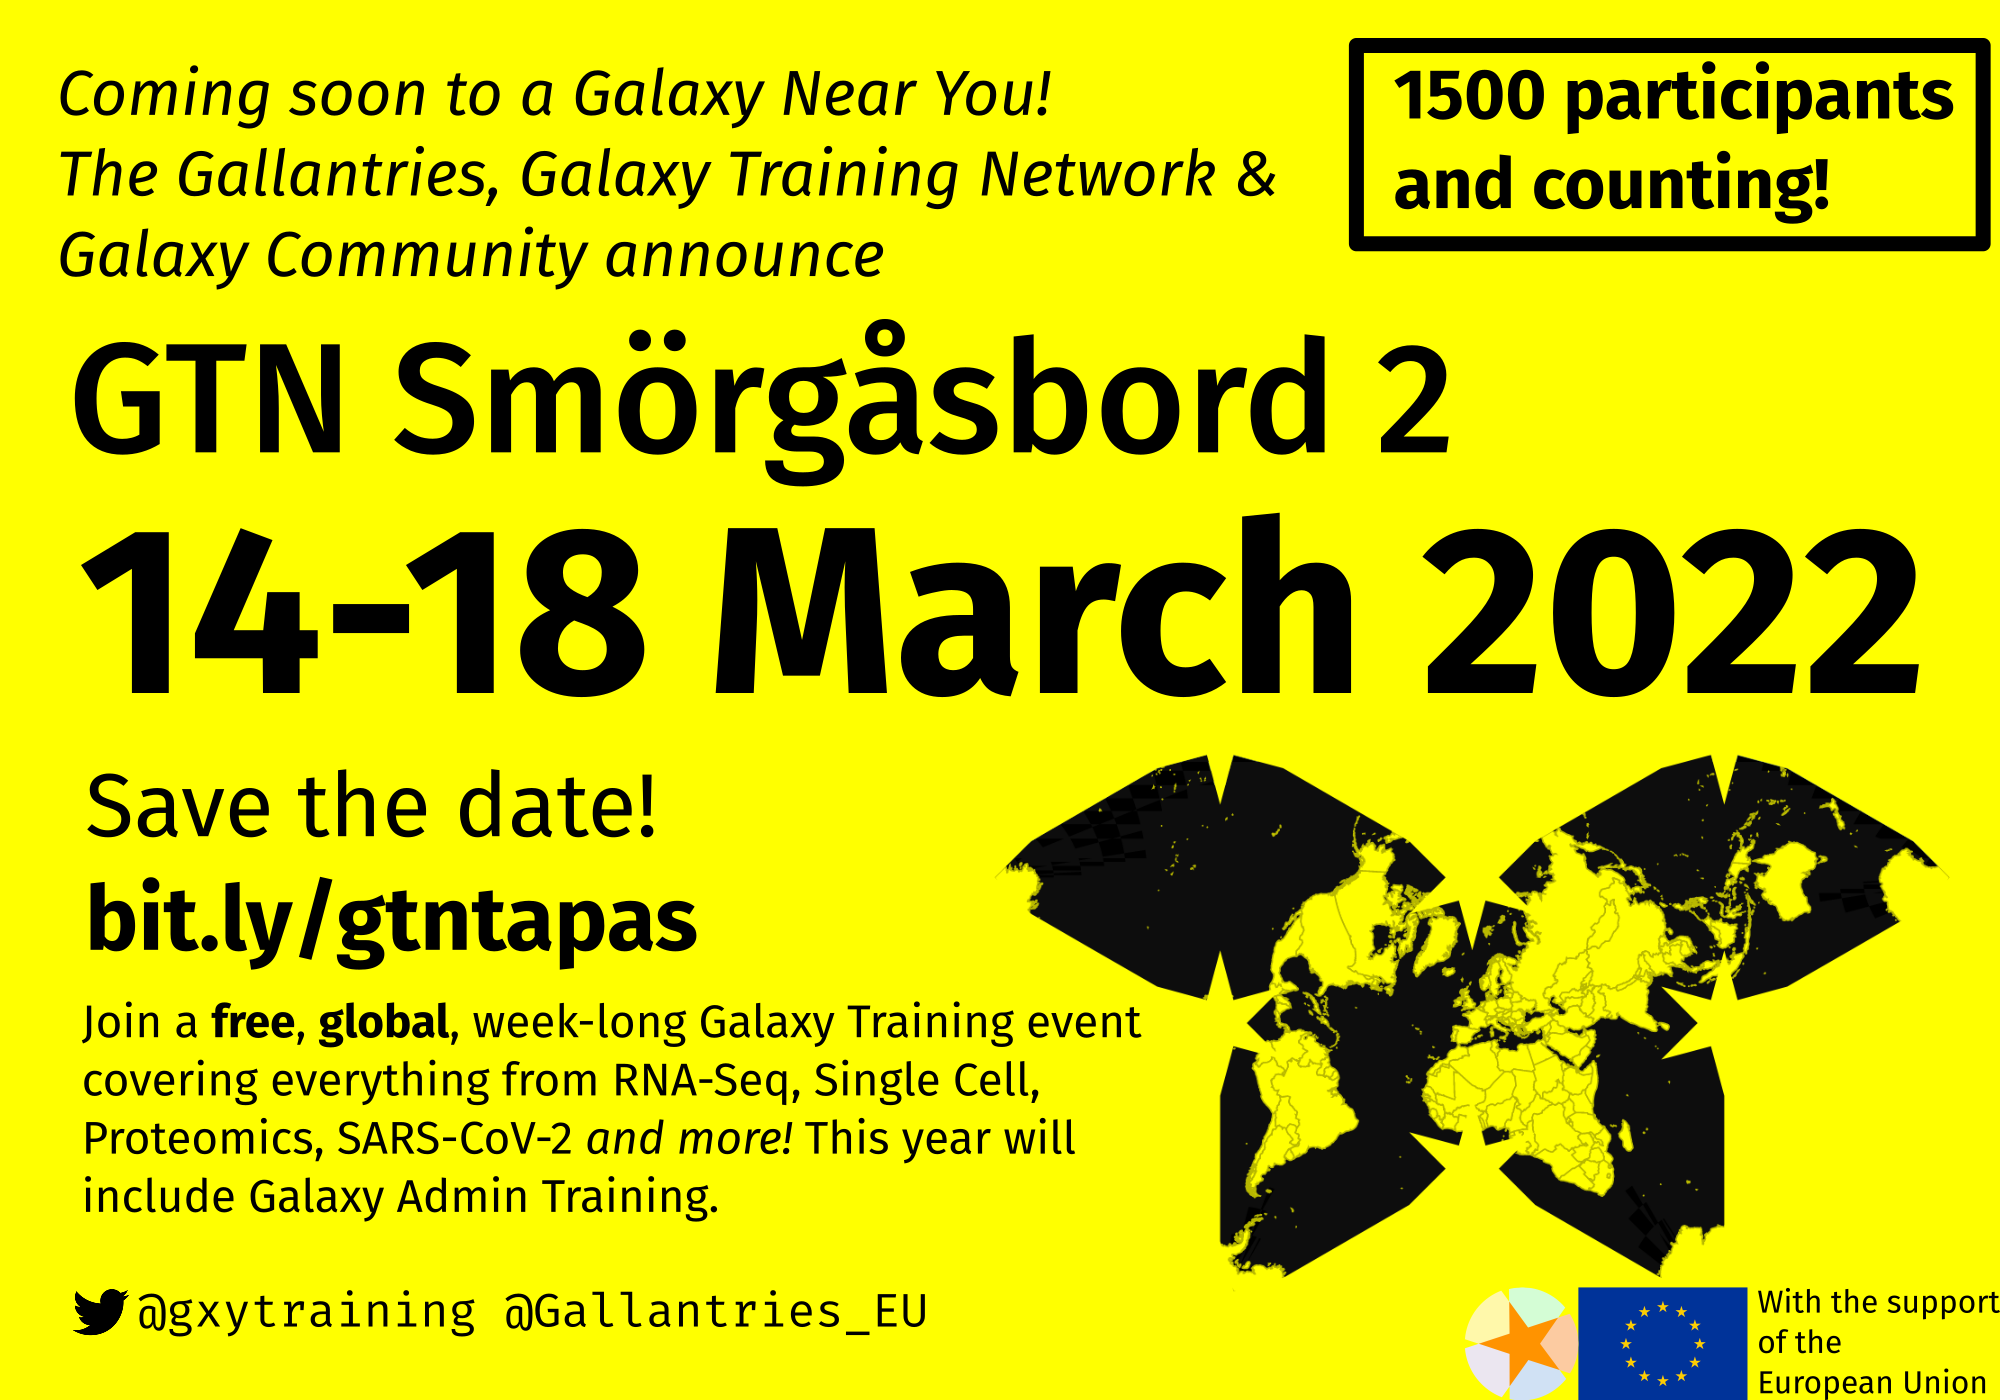 Coming soon to a Galaxy Near You!
The Gallantries, Galaxy Training Network &
Galaxy Community announce
1500 participants
and counting!
GTN Smörgåsbord 2
14-18 March 2022
Save the date!
bit.ly/gtntapas
Join a free, global, week-long Galaxy Training event
covering everything from RNA-Seq, Single Cell,
Proteomics, SARS-CoV-2 and more! This year will
include Galaxy Admin Training.
@gxytraining @Gallantries_EU
With the support
of the
European Union